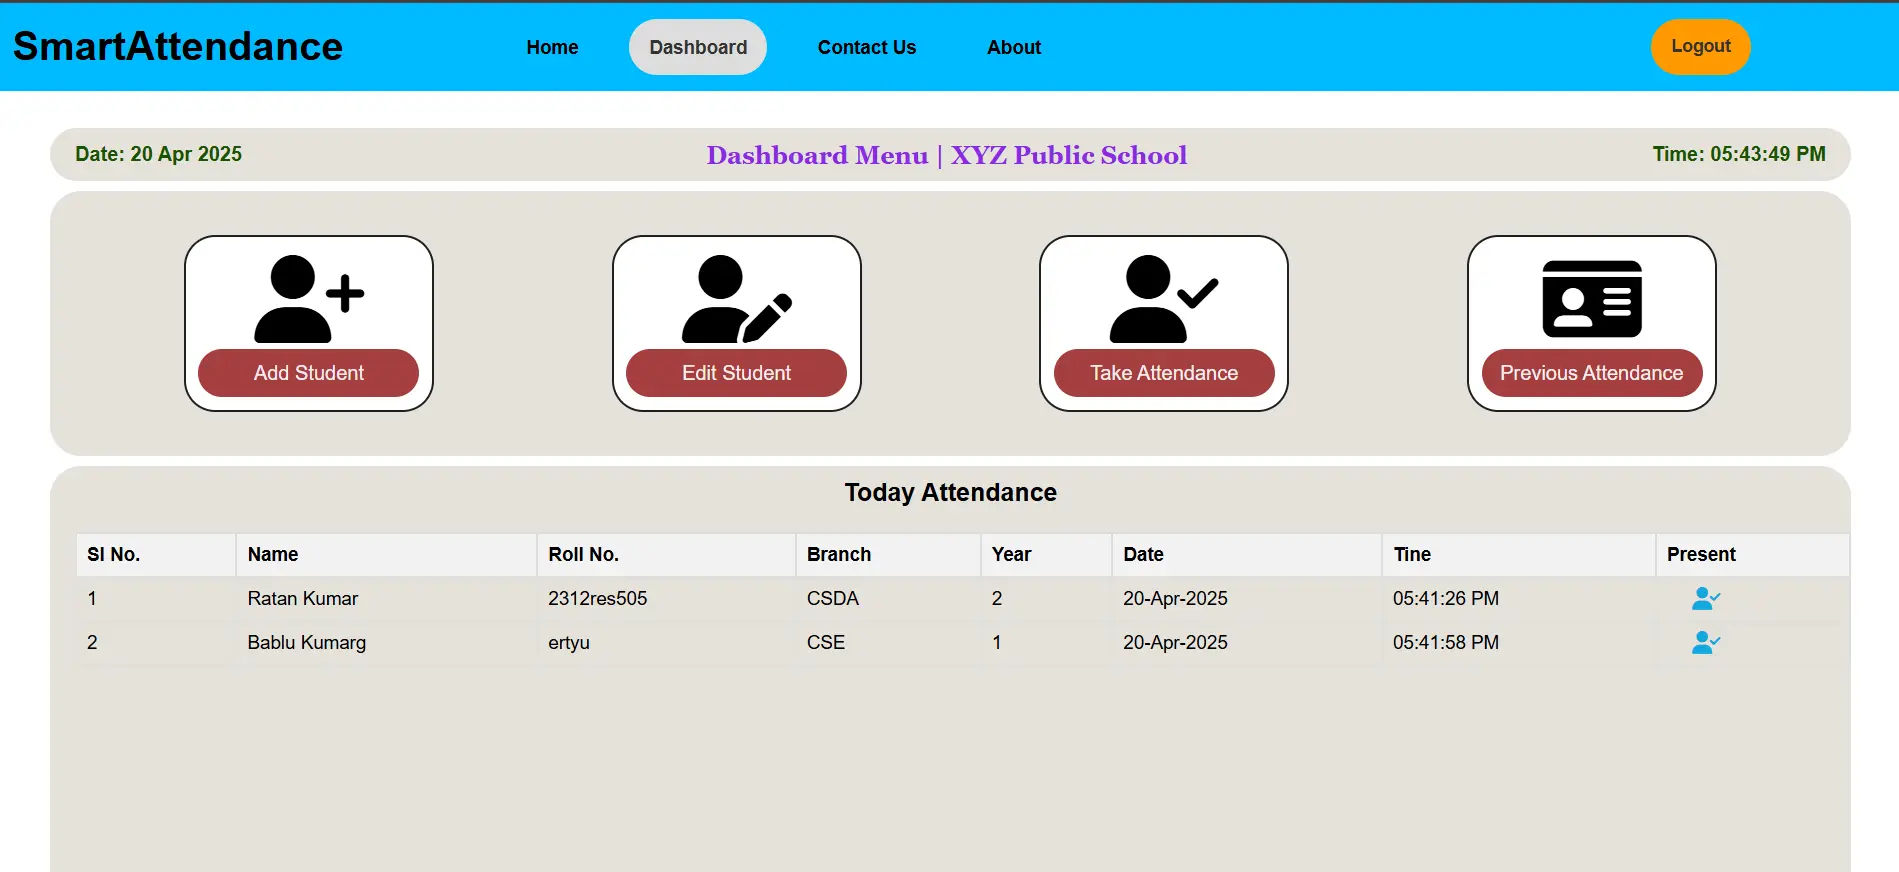 SmartAttendance Home Dashboard Contact Us About Logout
Date: 20 Apr 2025 Dashboard Menu | XYZ Public School Time: 05:43:49 PM
Add Student Edit Student Take Attendance Previous Attendance
Today Attendance
Sl No. Name Roll No. Branch Year Date Tine Present
1 Ratan Kumar 2312res505 CSDA 2 20-Apr-2025 05:41:26 PM
2 Bablu Kumarg ertyu CSE 1 20-Apr-2025 05:41:58 PM